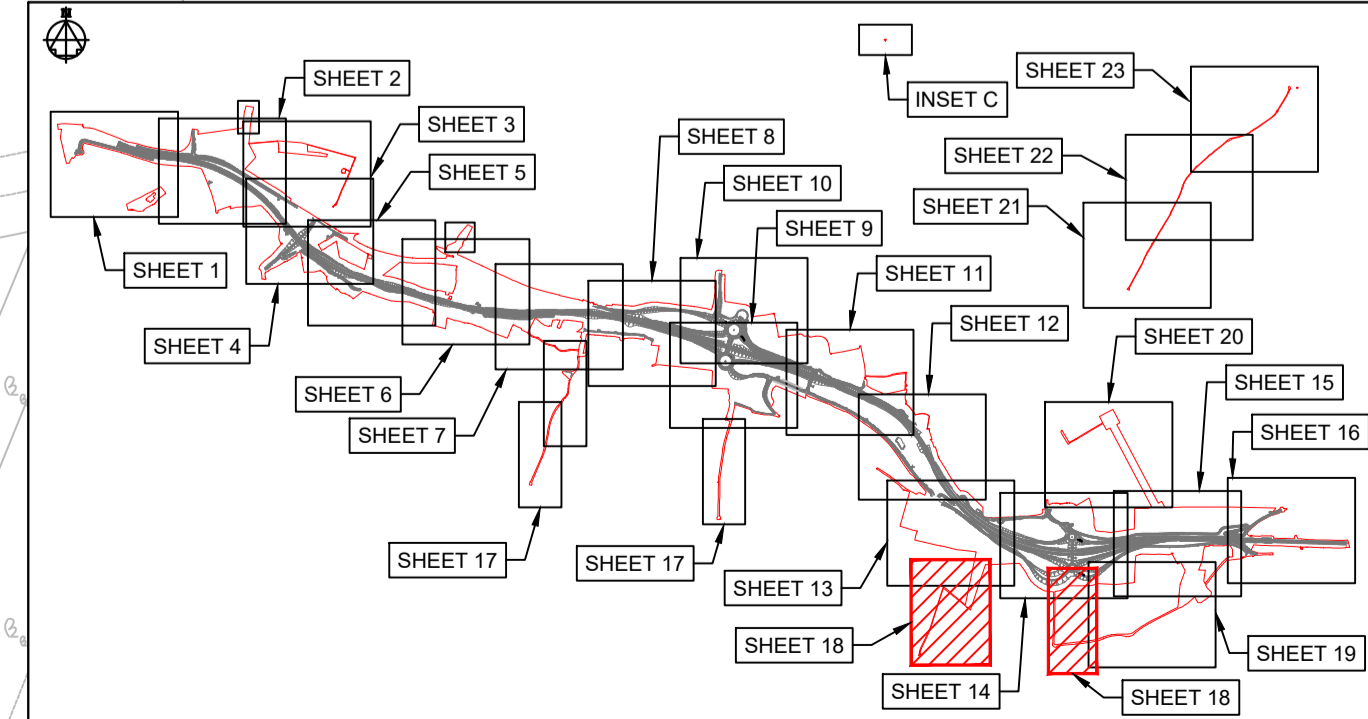 N
INSET C
SHEET 23
SHEET 2
SHEET 3
SHEET 8
SHEET 22
SHEET 5
SHEET 10
SHEET 21
SHEET 9
SHEET 1
SHEET 11
SHEET 12
SHEET 20
SHEET 4
SHEET 15
SHEET 6
SHEET 16
SHEET 7
SHEET 17
SHEET 17
SHEET 13
SHEET 18
SHEET 19
SHEET 14
SHEET 18